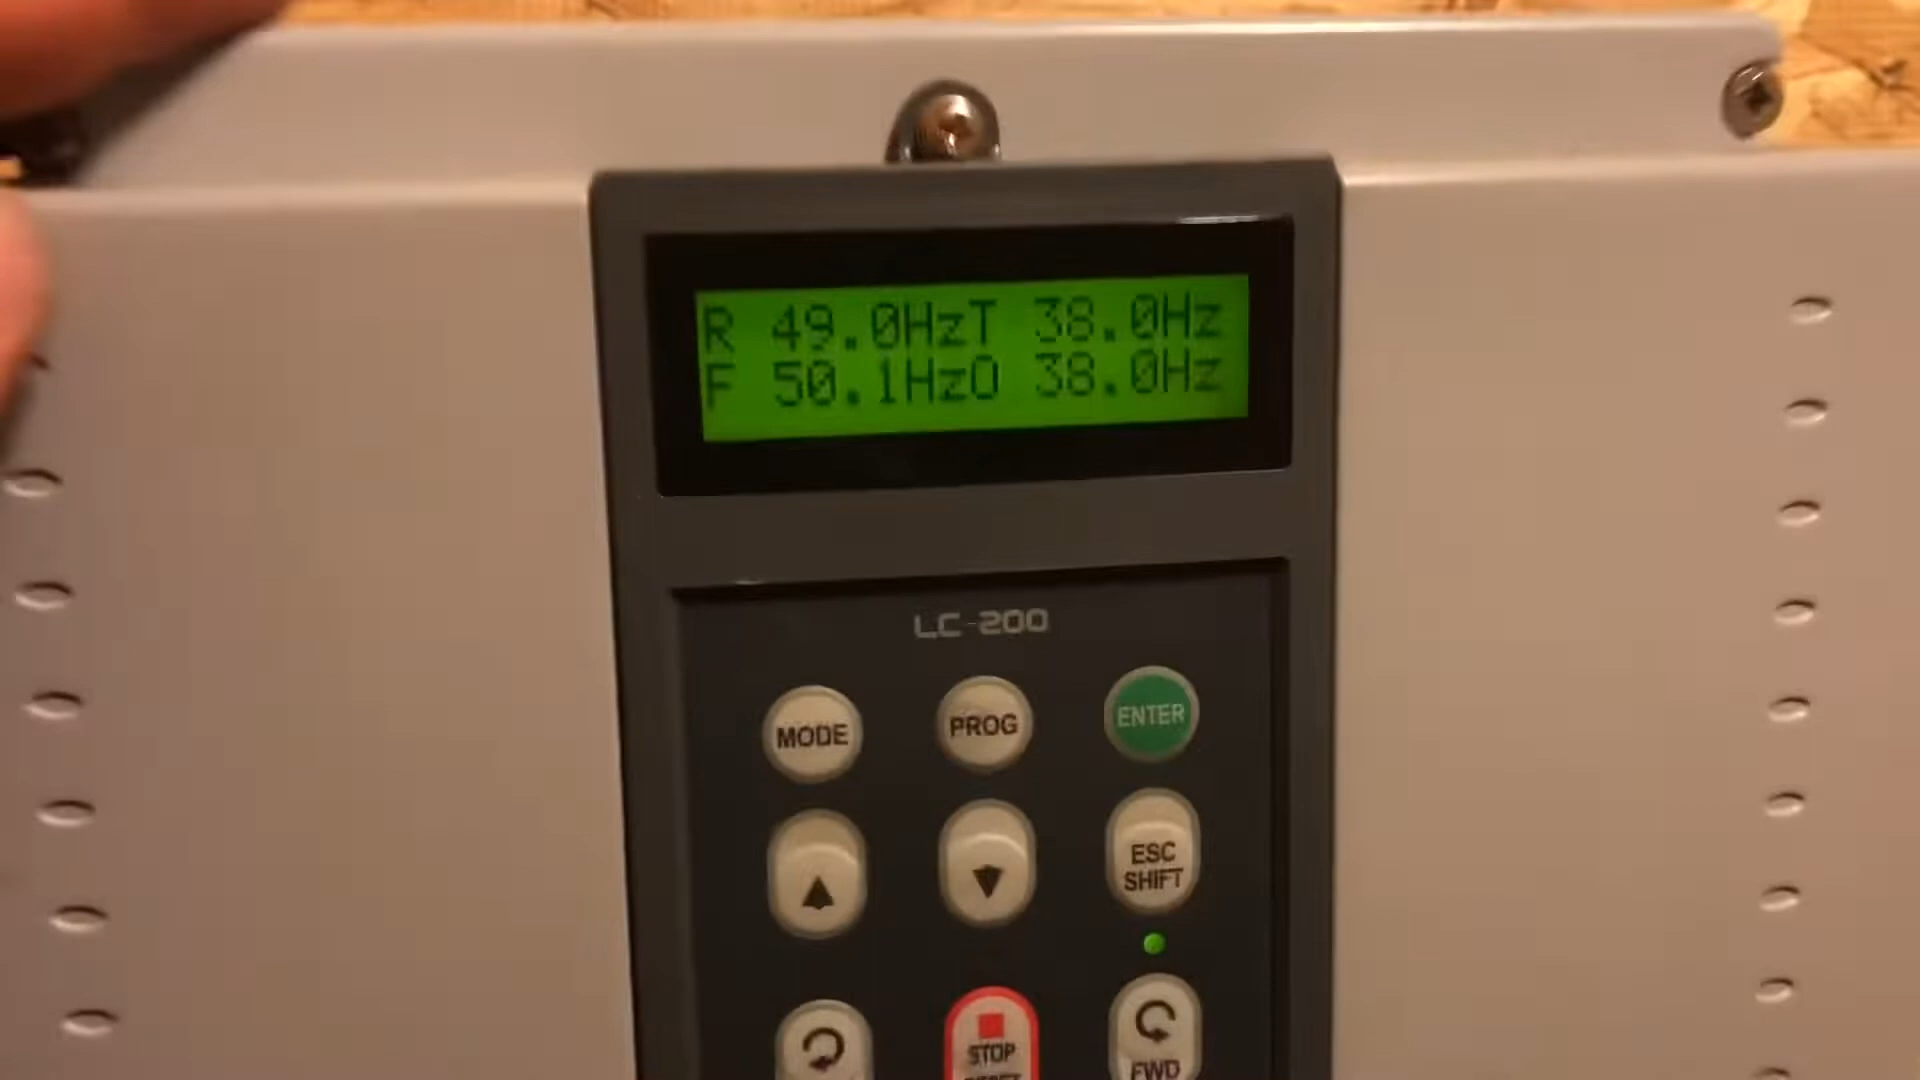 R 49.0HzT 38.0Hz
F 50.1HzO 38.0Hz
LC-200
MODE
PROG
ENTER
ESC
SHIFT
STOP
FWD